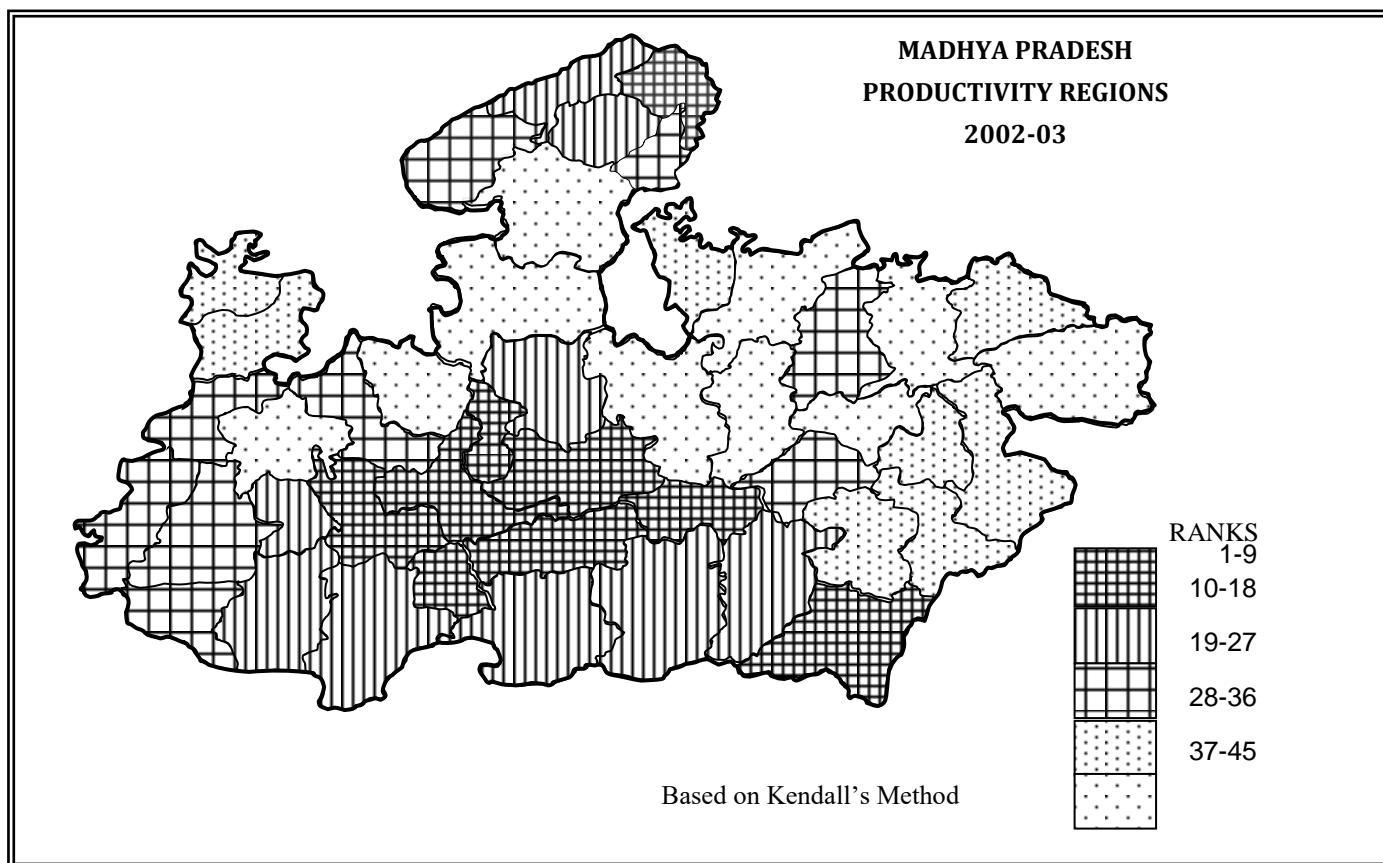 MADHYA PRADESH
PRODUCTIVITY REGIONS
2002-03
RANKS
1-9
10-18
19-27
28-36
37-45
Based on Kendall’s Method